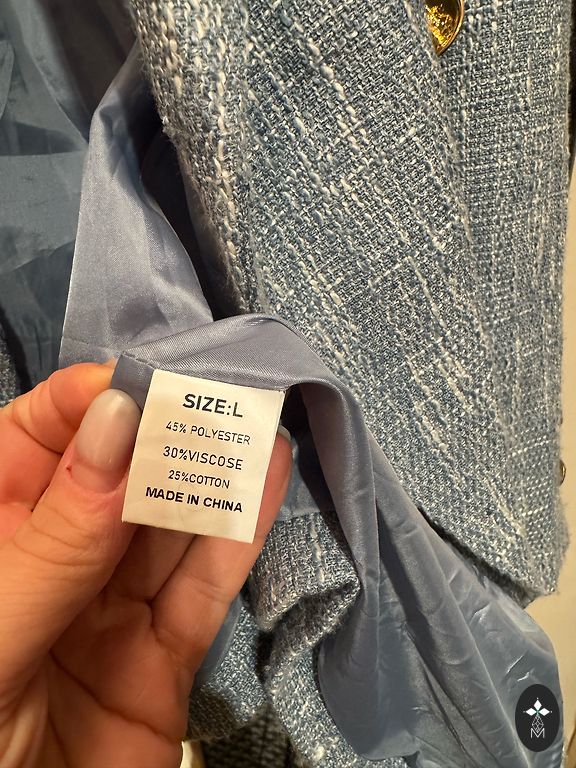 SIZE:L
45% POLYESTER
30%VISCOSE
25%COTTON
MADE IN CHINA